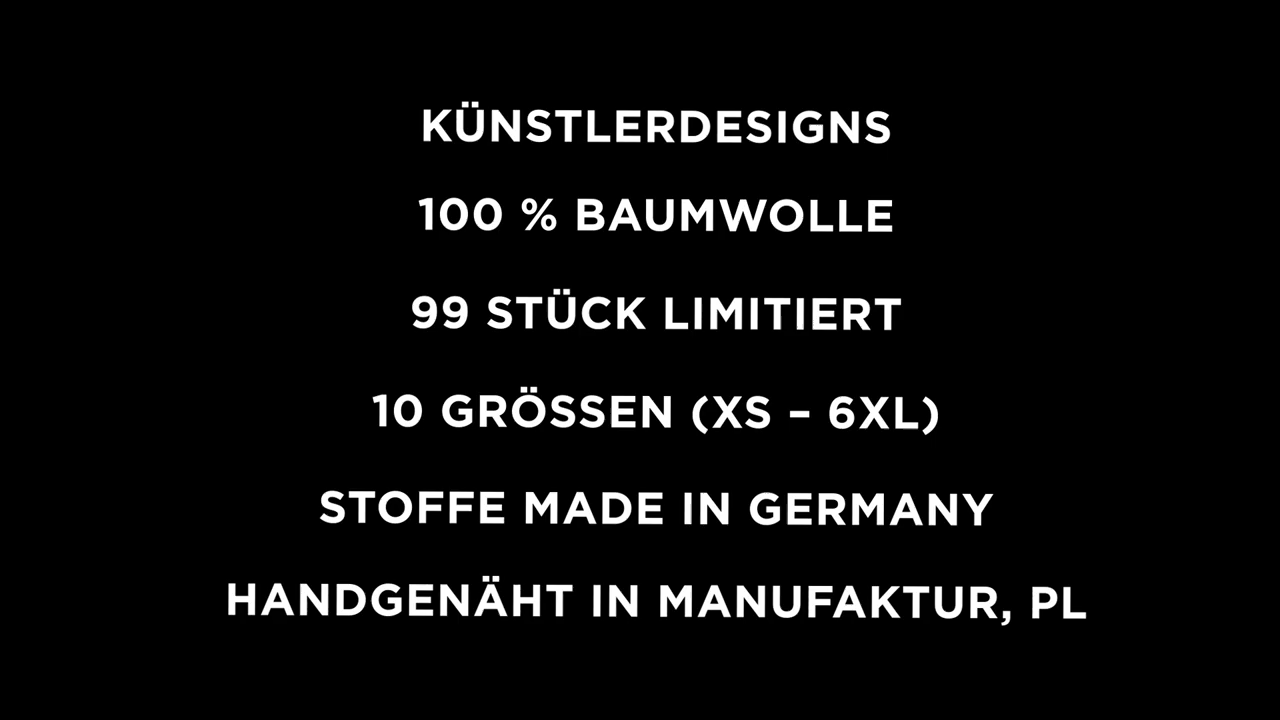 KÜNSTLERDESIGNS
100 % BAUMWOLLE
99 STÜCK LIMITIERT
10 GRÖSSEN (XS – 6XL)
STOFFE MADE IN GERMANY
HANDGENÄHT IN MANUFAKTUR, PL